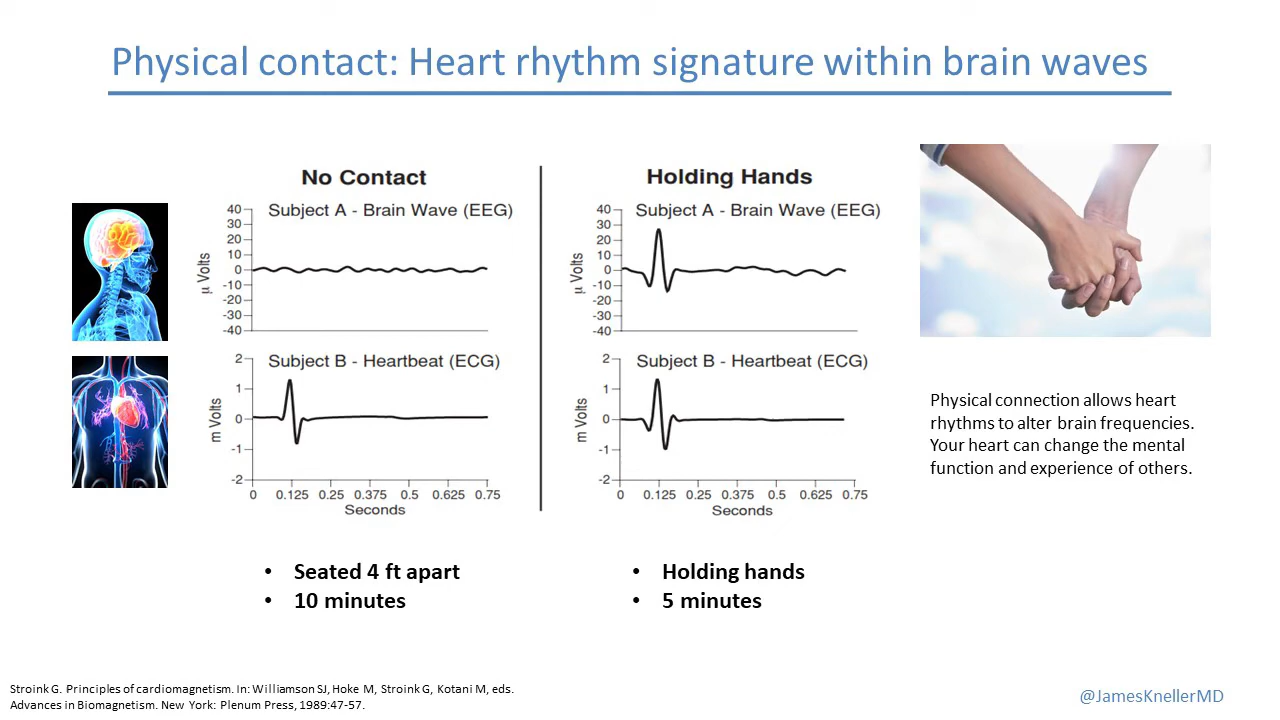 Physical contact: Heart rhythm signature within brain waves
No Contact
40
30
20
10
0
-10
-20
-30
-40
μ Volts
Subject A - Brain Wave (EEG)
2
1
0
-1
-2
m Volts
Subject B - Heartbeat (ECG)
0 0.125 0.25 0.375 0.5 0.625 0.75
Seconds
Holding Hands
40
30
20
10
0
-10
-20
-30
-40
μ Volts
Subject A - Brain Wave (EEG)
2
1
0
-1
-2
m Volts
Subject B - Heartbeat (ECG)
0 0.125 0.25 0.375 0.5 0.625 0.75
Seconds
Physical connection allows heart
rhythms to alter brain frequencies.
Your heart can change the mental
function and experience of others.
• Seated 4 ft apart
• 10 minutes
• Holding hands
• 5 minutes
Stroink G. Principles of cardiomagnetism. In: Williamson SJ, Hoke M, Stroink G, Kotani M, eds.
Advances in Biomagnetism. New York: Plenum Press, 1989:47-57.
@JamesKnellerMD